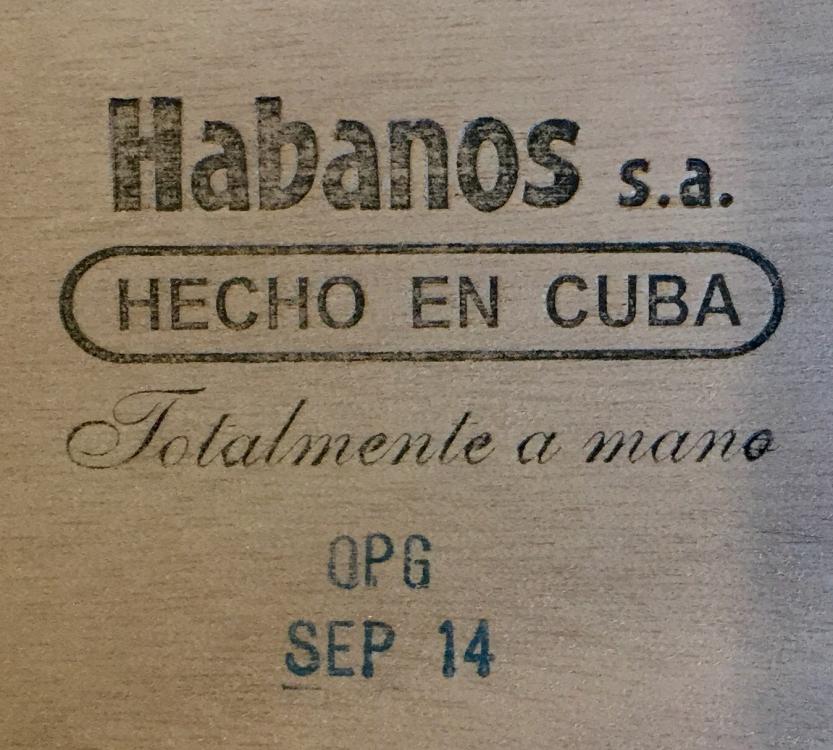 Habanos s.a.
HECHO EN CUBA
Totalmente a mano
OPG
SEP 14